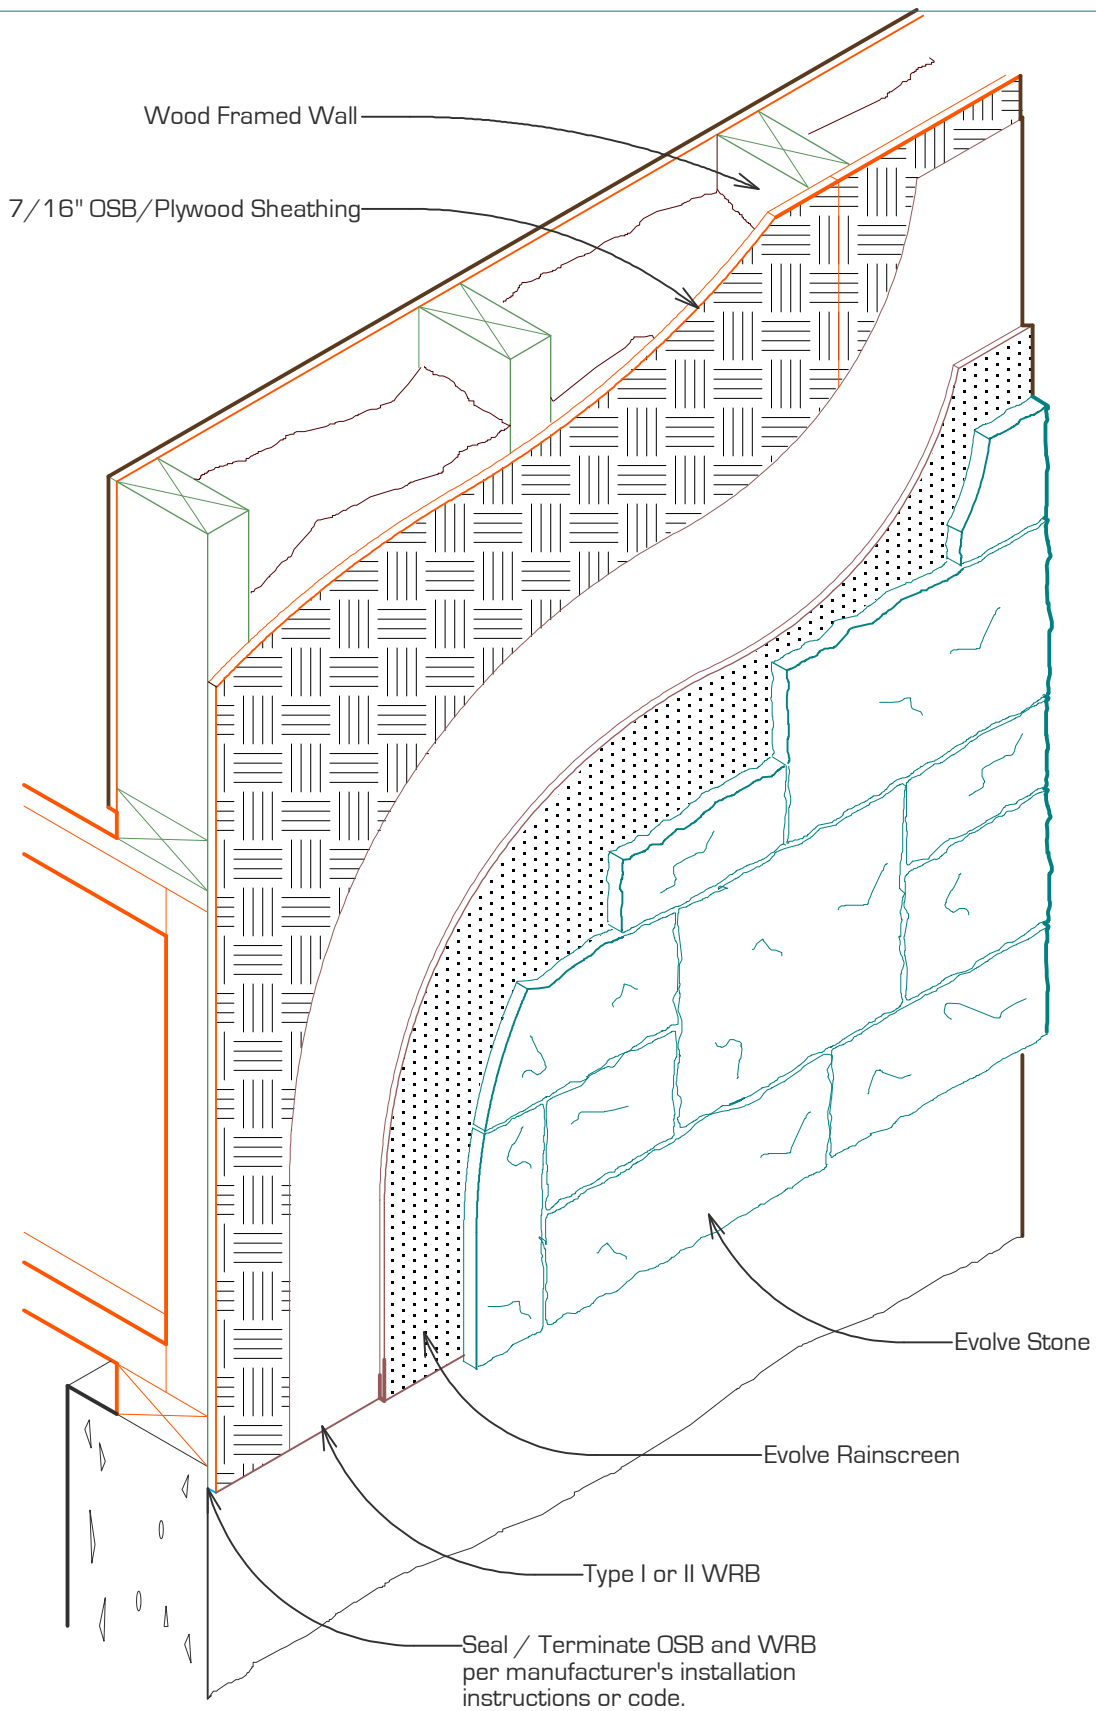 Wood Framed Wall
7/16" OSB/Plywood Sheathing
Evolve Stone
Evolve Rainscreen
Type I or II WRB
Seal / Terminate OSB and WRB
per manufacturer's installation
instructions or code.